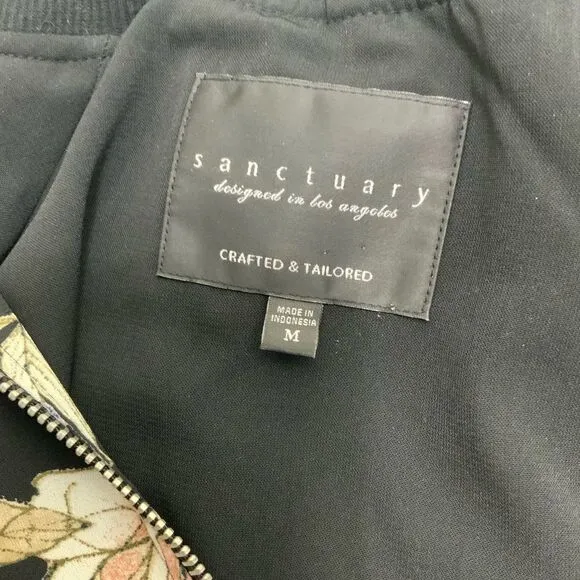 sanctuary
designed in los angeles
CRAFTED & TAILORED
MADE IN
INDONESIA
M